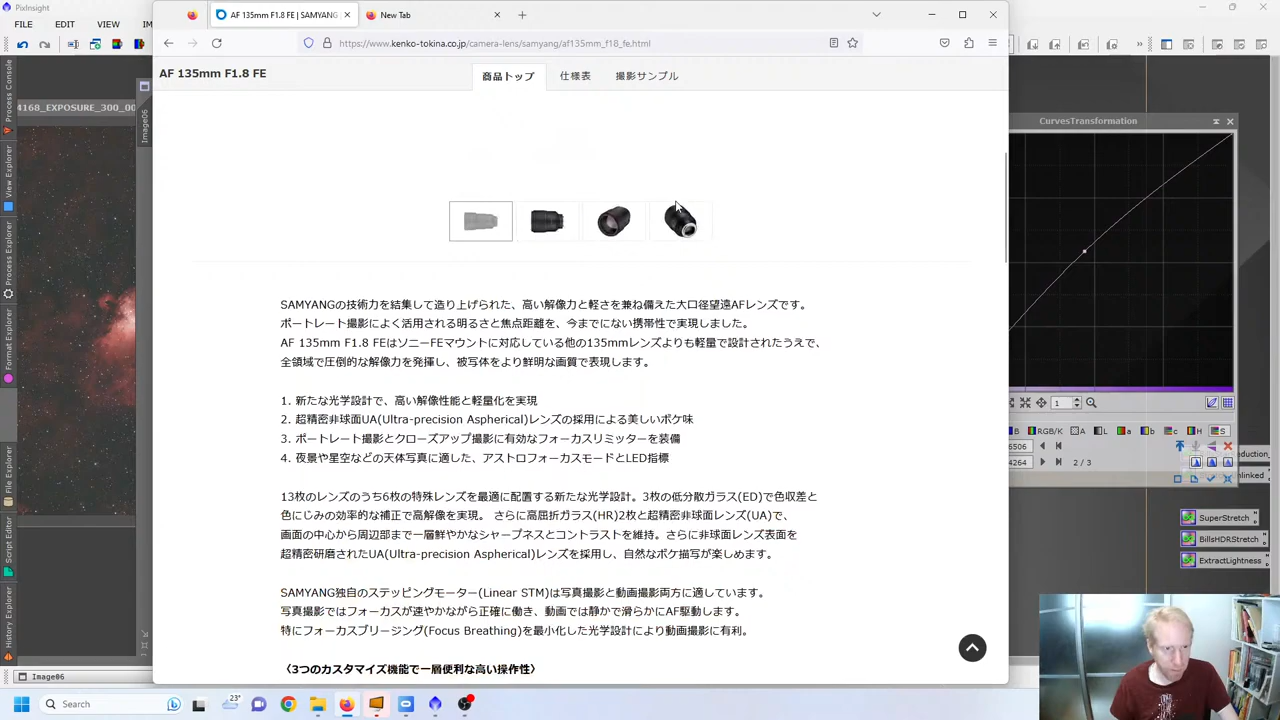 PixInsight
FILE
EDIT
VIEW
AF 135mm F1.8 FE | SAMYANG
New Tab
https://www.kenko-tokina.co.jp/camera-lens/samyang/af135mm_f18_fe.html
AF 135mm F1.8 FE
商品トップ
仕様表
撮影サンプル
4168_EXPOSURE_300_00
Image06
Process Console
View Explorer
Format Explorer
File Explorer
Script Editor
History Explorer
SAMYANGの技術力を結集して造り上げられた、高い解像力と軽さを兼ね備えた大口径望遠AFレンズです。
ポートレート撮影によく活用される明るさと焦点距離を、今までにない携帯性で実現しました。
AF 135mm F1.8 FEはソニーFEマウントに対応している他の135mmレンズよりも軽量で設計されたうえで、
全領域で圧倒的な解像力を発揮し、被写体をより鮮明な画質で表現します。
1. 新たな光学設計で、高い解像性能と軽量化を実現
2. 超精密非球面UA(Ultra-precision Aspherical)レンズの採用による美しいボケ味
3. ポートレート撮影とクローズアップ撮影に有効なフォーカスリミッターを装備
4. 夜景や星空などの天体写真に適した、アストロフォーカスモードとLED指標
13枚のレンズのうち6枚の特殊レンズを最適に配置する新たな光学設計。3枚の低分散ガラス(ED)で色収差と
色にじみの効率的な補正で高解像を実現。 さらに高屈折ガラス(HR)2枚と超精密非球面レンズ(UA)で、
画面の中心から周辺部まで一層鮮やかなシャープネスとコントラストを維持。さらに非球面レンズ表面を
超精密研磨されたUA(Ultra-precision Aspherical)レンズを採用し、自然なボケ描写が楽しめます。
SAMYANG独自のステッピングモーター(Linear STM)は写真撮影と動画撮影両方に適しています。
写真撮影ではフォーカスが速やかながら正確に働き、動画では静かで滑らかにAF駆動します。
特にフォーカスブリージング(Focus Breathing)を最小化した光学設計により動画撮影に有利。
〈3つのカスタマイズ機能で一層便利な高い操作性〉
CurvesTransformation
1
B
RGB/K
A
L
a
b
c
H
S
6506
4264
2 / 3
SuperStretch
BillsHDRStretch
ExtractLightness
Image06
Search
23°